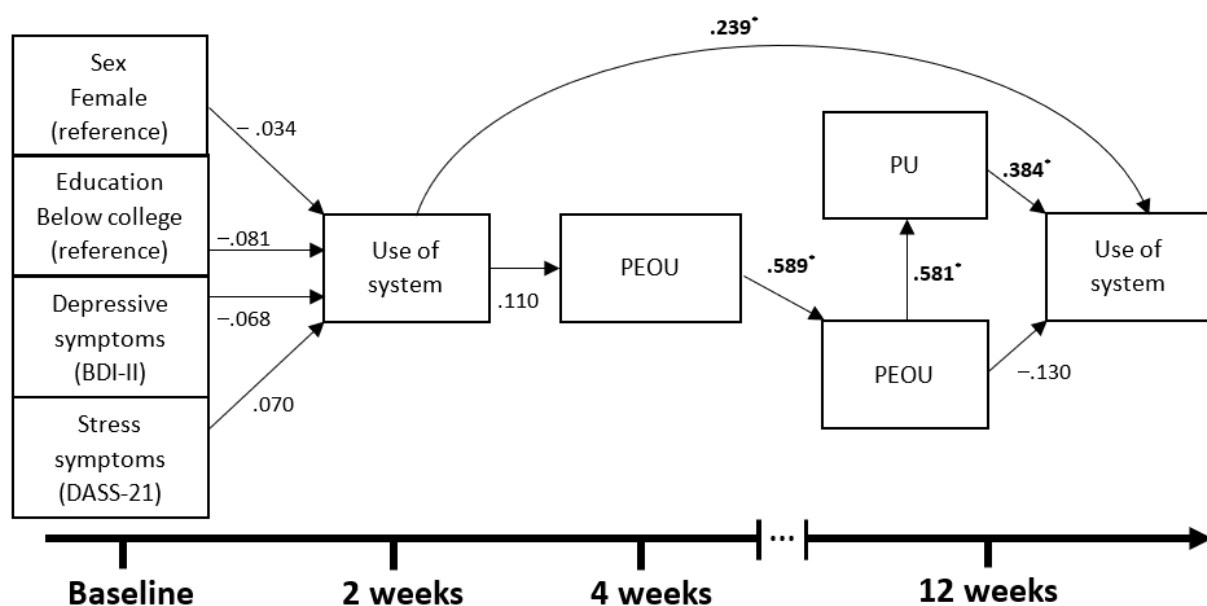 .239*
Sex
Female
(reference)
Education
Below college
(reference)
Depressive
symptoms
(BDI-II)
Stress
symptoms
(DASS-21)
– .034
–.081
–.068
.070
Use of
system
.110
PEOU
.589*
PU
.581*
PEOU
.384*
–.130
Use of
system
...
Baseline
2 weeks
4 weeks
12 weeks